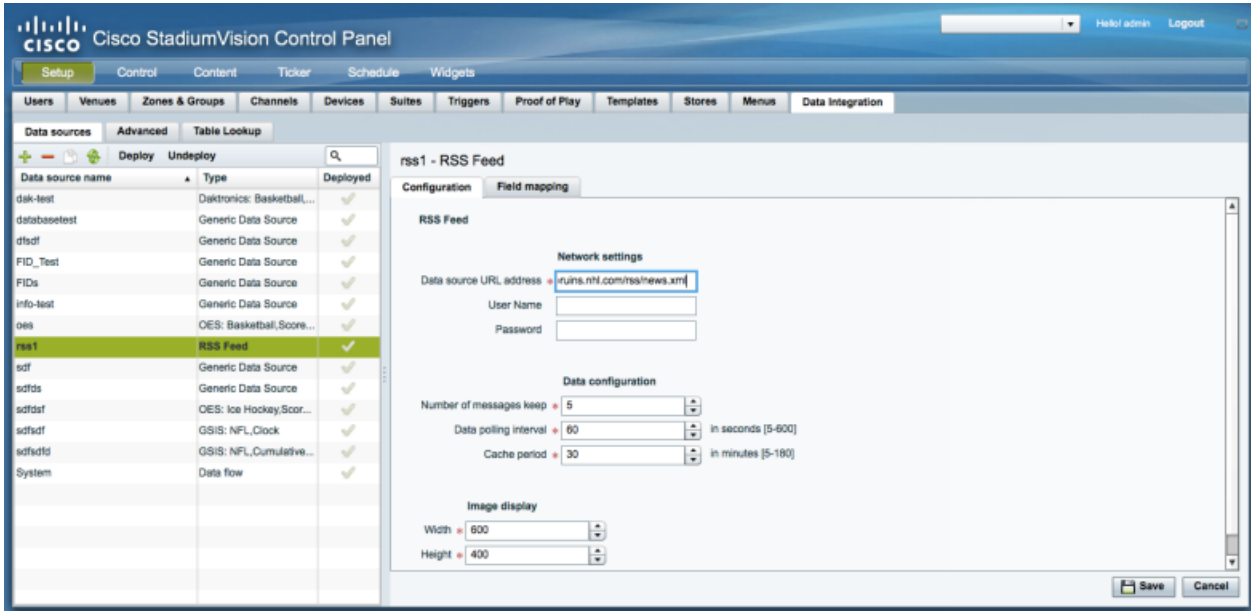 CISCO Cisco StadiumVision Control Panel
Hello! admin Logout
Setup Control Content Ticker Schedule Widgets
Users Venues Zones & Groups Channels Devices Suites Triggers Proof of Play Templates Stores Menus Data Integration
Data sources Advanced Table Lookup
Deploy Undeploy
Data source name Type Deployed
dak-test Daktronics: Basketball,...
databasetest Generic Data Source
dfsdf Generic Data Source
FID_Test Generic Data Source
FIDs Generic Data Source
info-test Generic Data Source
oes OES: Basketball,Score...
rss1 RSS Feed
sdf Generic Data Source
sdfds Generic Data Source
sdfdsf OES: Ice Hockey,Scor...
sdfsdf GSIS: NFL,Clock
sdfsdfd GSIS: NFL,Cumulative...
System Data flow
rss1 - RSS Feed
Configuration Field mapping
RSS Feed
Network settings
Data source URL address * ruins.nhl.com/rss/news.xml
User Name
Password
Data configuration
Number of messages keep * 5
Data polling interval * 60 in seconds [5-600]
Cache period * 30 in minutes [5-180]
Image display
Width * 600
Height * 400
Save Cancel